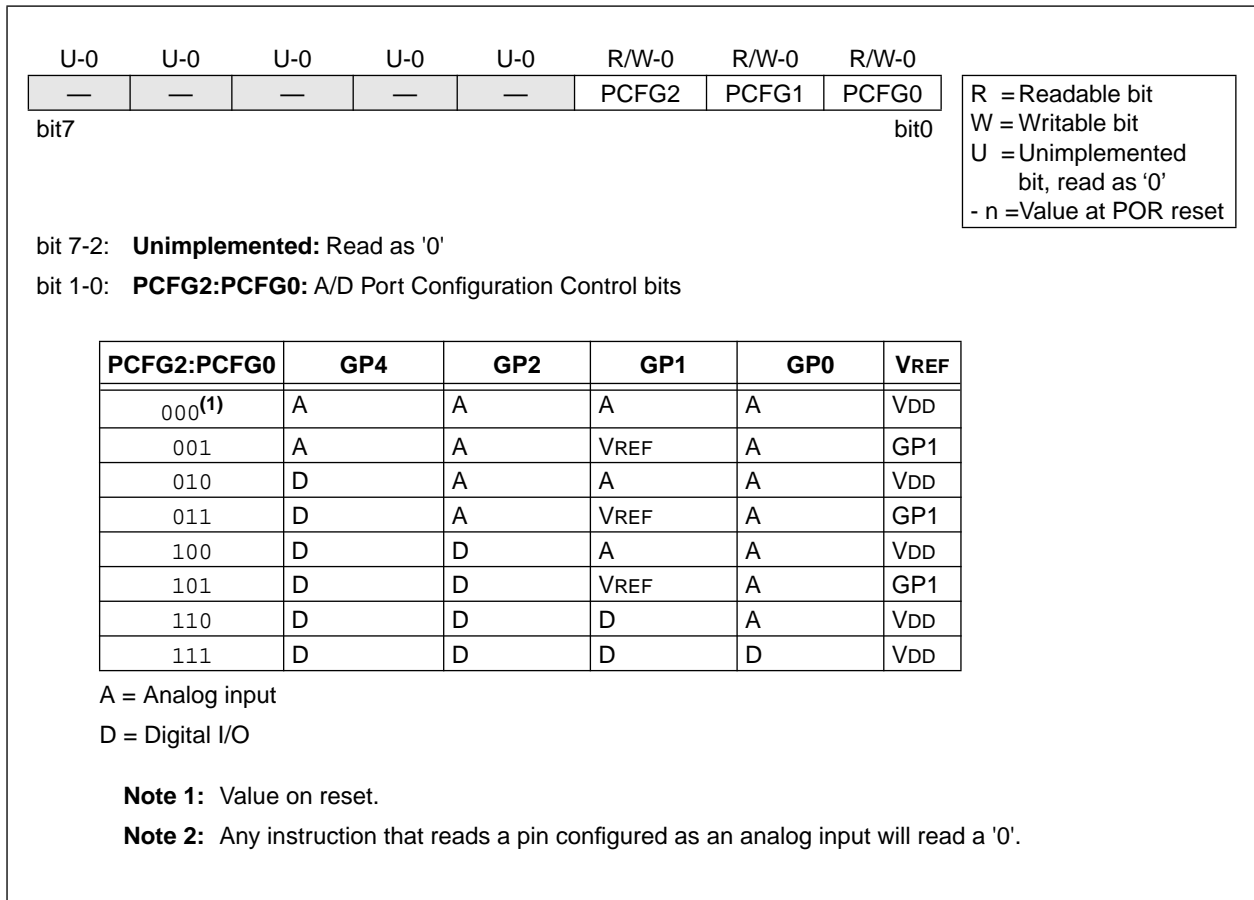 U-0 U-0 U-0 U-0 U-0 R/W-0 R/W-0 R/W-0
— — — — — PCFG2 PCFG1 PCFG0
bit7 bit0
R = Readable bit
W = Writable bit
U = Unimplemented
bit, read as ‘0’
- n = Value at POR reset
bit 7-2: Unimplemented: Read as '0'
bit 1-0: PCFG2:PCFG0: A/D Port Configuration Control bits
PCFG2:PCFG0 GP4 GP2 GP1 GP0 VREF
000(1) A A A A VDD
001 A A VREF A GP1
010 D A A A VDD
011 D A VREF A GP1
100 D D A A VDD
101 D D VREF A GP1
110 D D D A VDD
111 D D D D VDD
A = Analog input
D = Digital I/O
Note 1: Value on reset.
Note 2: Any instruction that reads a pin configured as an analog input will read a '0'.